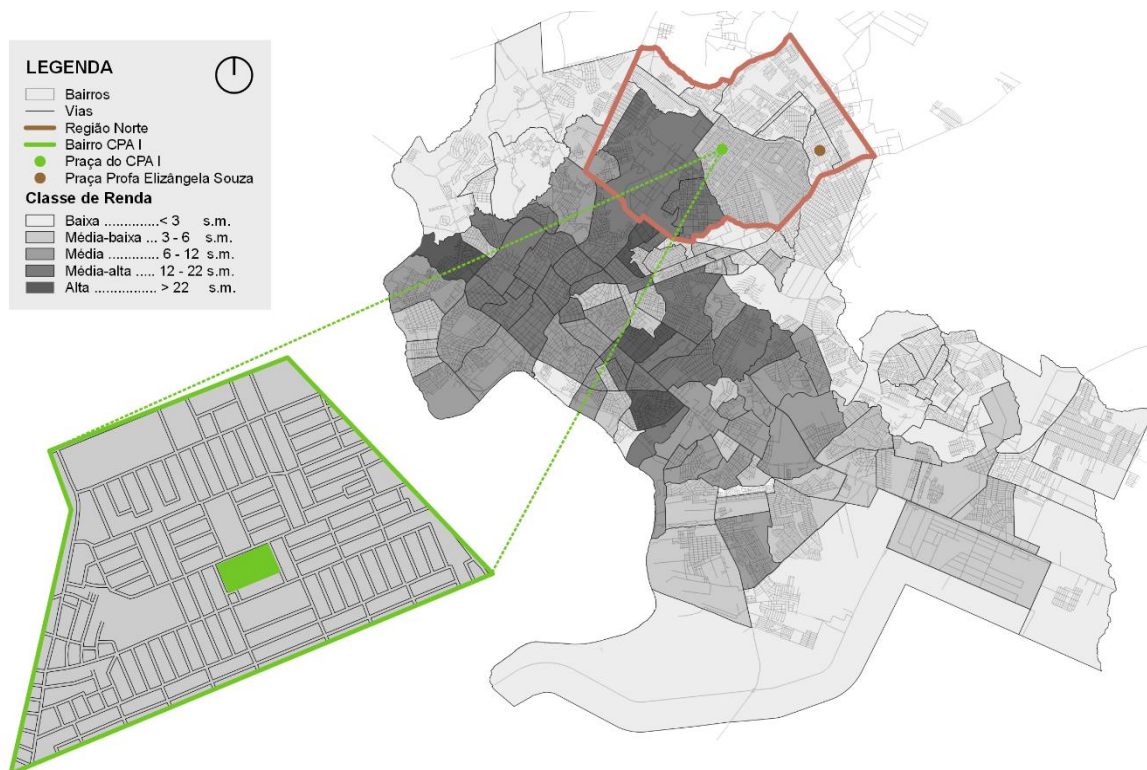 LEGENDA
Bairros
Vias
Região Norte
Bairro CPA I
Praça do CPA I
Praça Profa Elizângela Souza
Classe de Renda
Baixa ..............< 3 s.m.
Média-baixa ... 3 - 6 s.m.
Média ............. 6 - 12 s.m.
Média-alta ..... 12 - 22 s.m.
Alta ................ > 22 s.m.